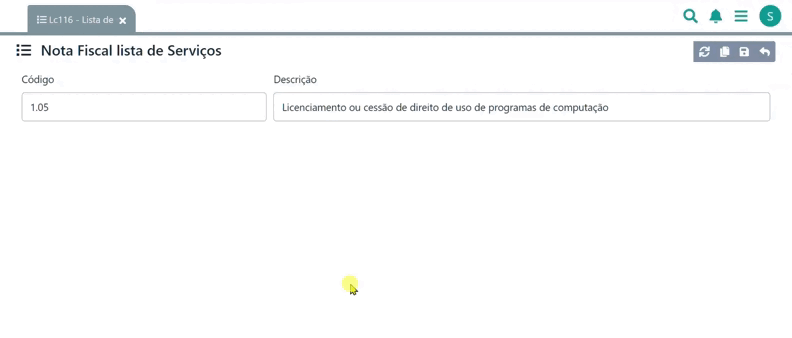 Lc116 - Lista de
S
Nota Fiscal lista de Serviços
Código
Descrição
1.05
Licenciamento ou cessão de direito de uso de programas de computação